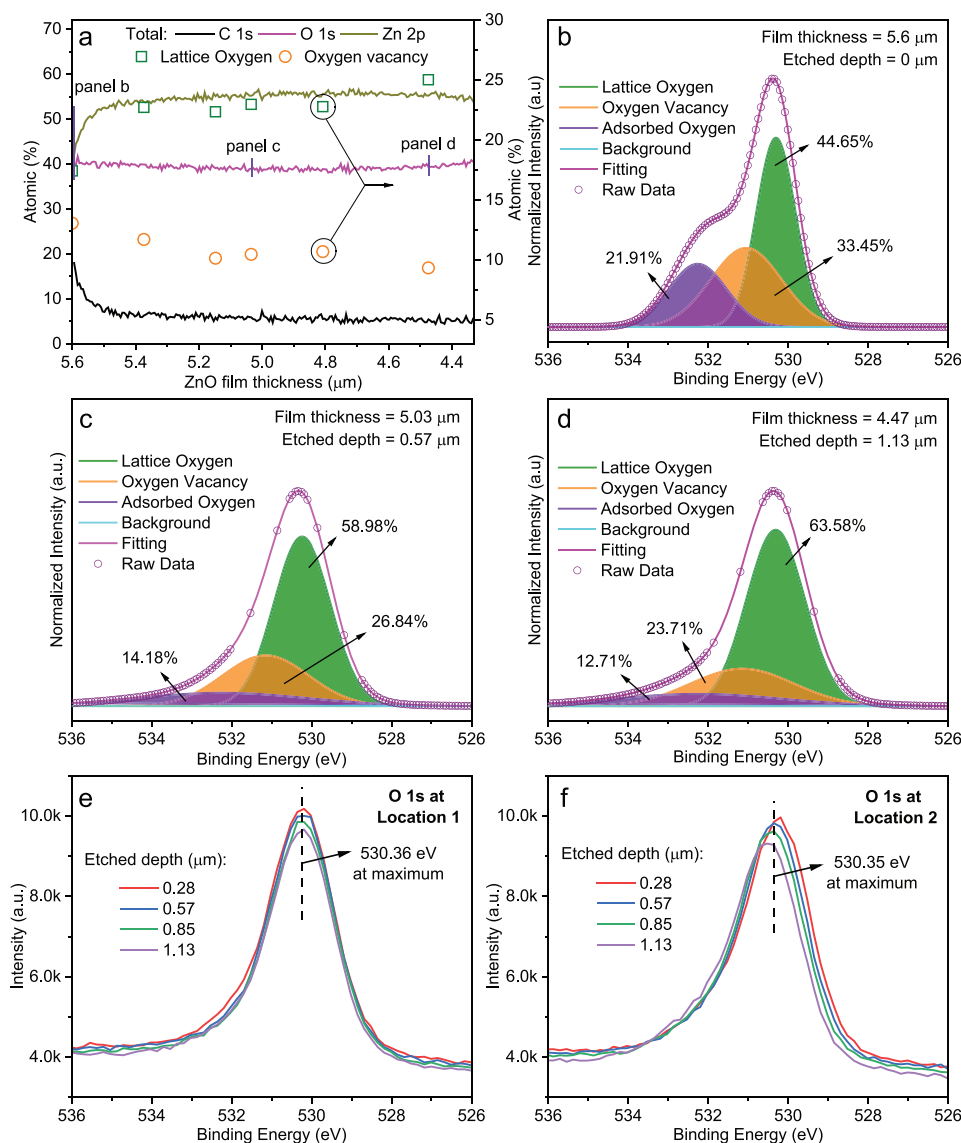 a
Total: C 1s O 1s Zn 2p
Lattice Oxygen Oxygen vacancy
panel b
panel c
panel d
70
60
50
40
30
20
10
0
Atomic (%)
30
25
20
15
10
5
Atomic (%)
5.6 5.4 5.2 5.0 4.8 4.6 4.4
ZnO film thickness (μm)
b
Film thickness = 5.6 μm
Etched depth = 0 μm
Lattice Oxygen
Oxygen Vacancy
Adsorbed Oxygen
Background
Fitting
Raw Data
44.65%
33.45%
21.91%
Normalized Intensity (a.u)
536 534 532 530 528 526
Binding Energy (eV)
c
Film thickness = 5.03 μm
Etched depth = 0.57 μm
Lattice Oxygen
Oxygen Vacancy
Adsorbed Oxygen
Background
Fitting
Raw Data
58.98%
26.84%
14.18%
Normalized Intensity (a.u.)
536 534 532 530 528 526
Binding Energy (eV)
d
Film thickness = 4.47 μm
Etched depth = 1.13 μm
Lattice Oxygen
Oxygen Vacancy
Adsorbed Oxygen
Background
Fitting
Raw Data
63.58%
23.71%
12.71%
Normalized Intensity (a.u)
536 534 532 530 528 526
Binding Energy (eV)
e
O 1s at
Location 1
Etched depth (μm):
0.28
0.57
0.85
1.13
530.36 eV
at maximum
10.0k
8.0k
6.0k
4.0k
Intensity (a.u.)
536 534 532 530 528 526
Binding Energy (eV)
f
O 1s at
Location 2
Etched depth (μm):
0.28
0.57
0.85
1.13
530.35 eV
at maximum
10.0k
8.0k
6.0k
4.0k
Intensity (a.u.)
536 534 532 530 528 526
Binding Energy (eV)